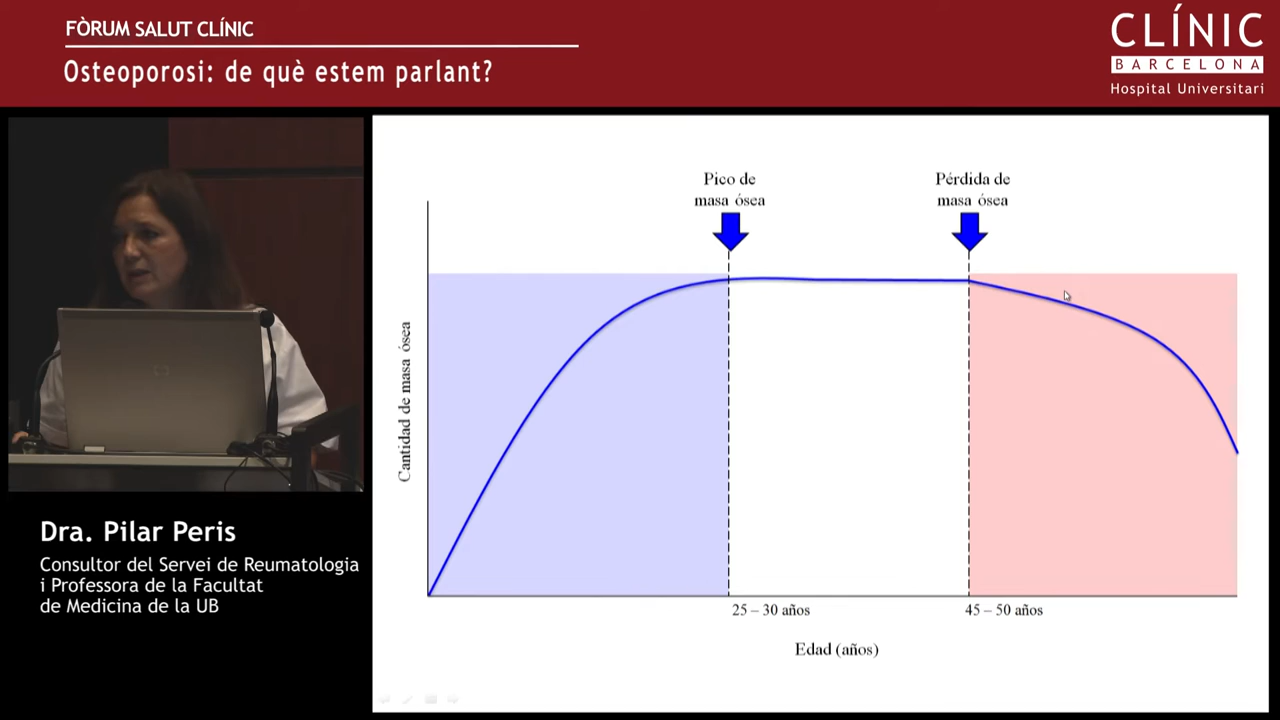 FÒRUM SALUT CLÍNIC
Osteoporosi: de què estem parlant?
CLÍNIC
BARCELONA
Hospital Universitari
Pico de
masa ósea
Pérdida de
masa ósea
Cantidad de masa ósea
25 – 30 años
45 – 50 años
Edad (años)
Dra. Pilar Peris
Consultor del Servei de Reumatologia
i Professora de la Facultat
de Medicina de la UB